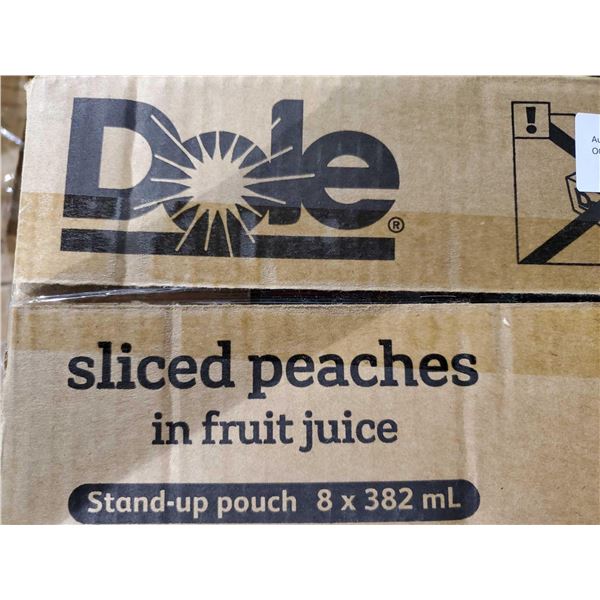 Dole®
!
sliced peaches
in fruit juice
Stand-up pouch 8 x 382 mL